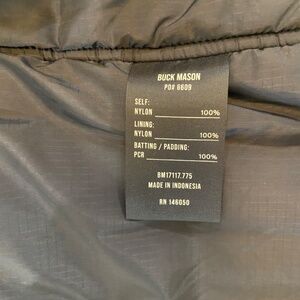 BUCK MASON
PO# 6609
SELF:
NYLON 100%
LINING:
NYLON 100%
BATTING / PADDING:
PCR 100%
BM17117.775
MADE IN INDONESIA
RN 146050